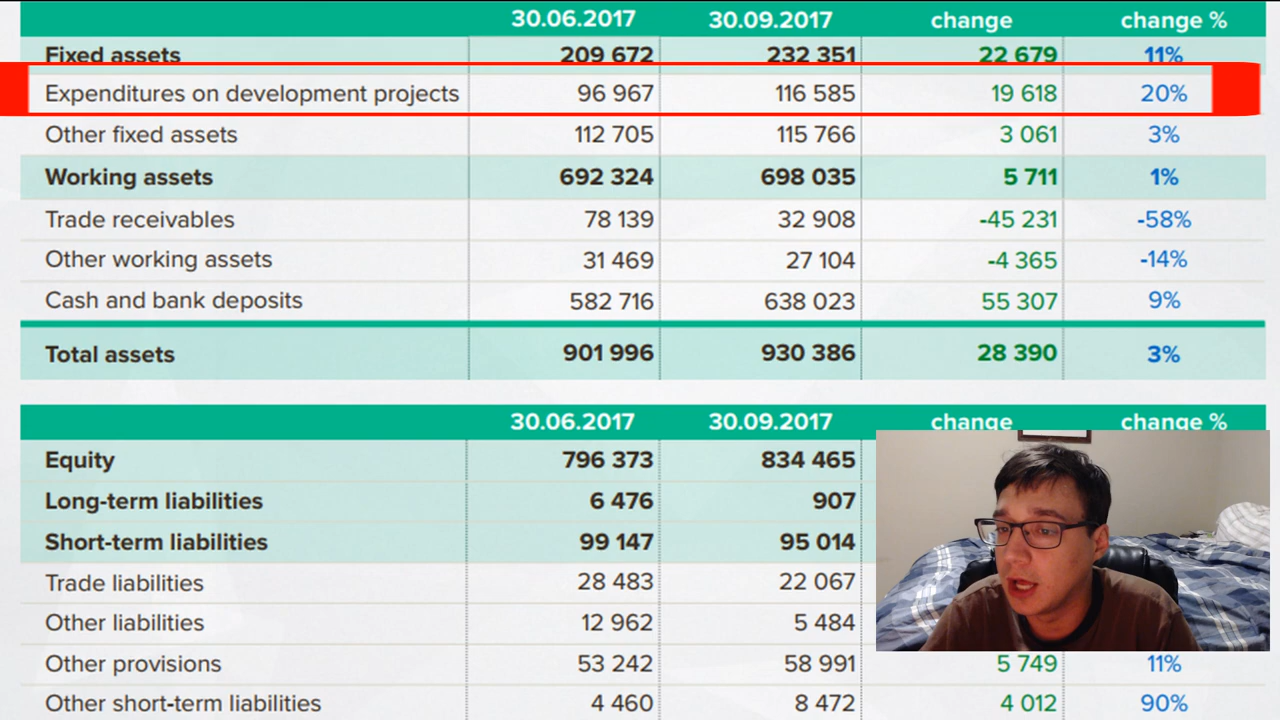 30.06.2017 30.09.2017 change change %
Fixed assets 209 672 232 351 22 679 11%
Expenditures on development projects 96 967 116 585 19 618 20%
Other fixed assets 112 705 115 766 3 061 3%
Working assets 692 324 698 035 5 711 1%
Trade receivables 78 139 32 908 -45 231 -58%
Other working assets 31 469 27 104 -4 365 -14%
Cash and bank deposits 582 716 638 023 55 307 9%
Total assets 901 996 930 386 28 390 3%
30.06.2017 30.09.2017 change change %
Equity 796 373 834 465
Long-term liabilities 6 476 907
Short-term liabilities 99 147 95 014
Trade liabilities 28 483 22 067
Other liabilities 12 962 5 484
Other provisions 53 242 58 991 5 749 11%
Other short-term liabilities 4 460 8 472 4 012 90%